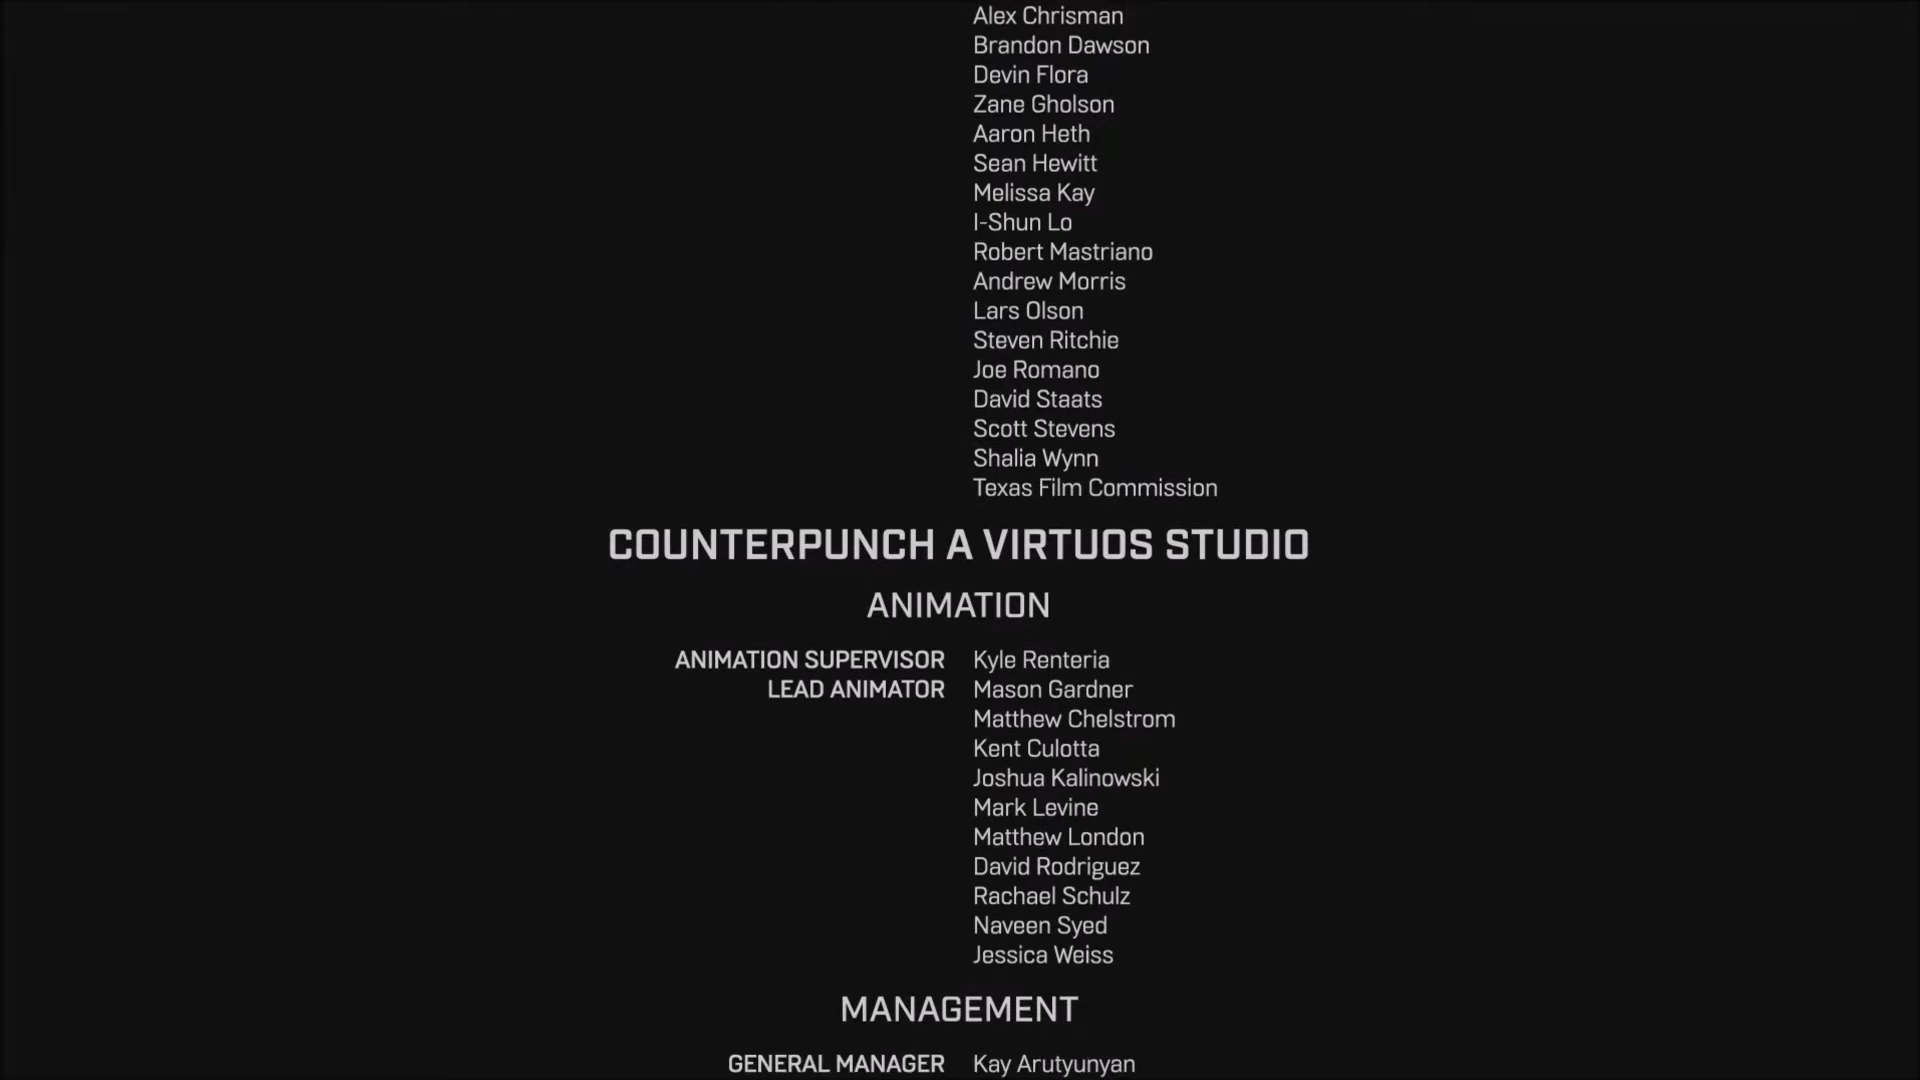 Alex Chrisman
Brandon Dawson
Devin Flora
Zane Gholson
Aaron Heth
Sean Hewitt
Melissa Kay
I-Shun Lo
Robert Mastriano
Andrew Morris
Lars Olson
Steven Ritchie
Joe Romano
David Staats
Scott Stevens
Shalia Wynn
Texas Film Commission
COUNTERPUNCH A VIRTUOS STUDIO
ANIMATION
ANIMATION SUPERVISOR Kyle Renteria
LEAD ANIMATOR Mason Gardner
Matthew Chelstrom
Kent Culotta
Joshua Kalinowski
Mark Levine
Matthew London
David Rodriguez
Rachael Schulz
Naveen Syed
Jessica Weiss
MANAGEMENT
GENERAL MANAGER Kay Arutyunyan